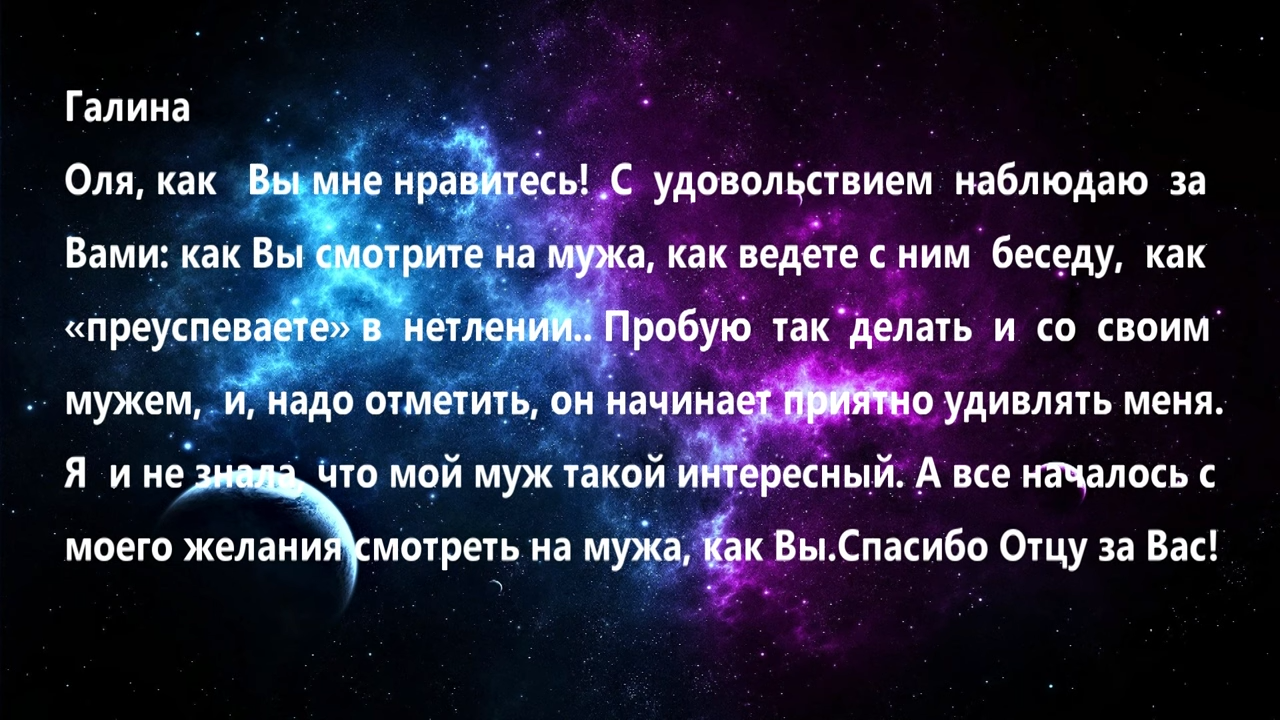 Галина
Оля, как Вы мне нравитесь! С удовольствием наблюдаю за
Вами: как Вы смотрите на мужа, как ведете с ним беседу, как
«преуспеваете» в нетлении.. Пробую так делать и со своим
мужем, и, надо отметить, он начинает приятно удивлять меня.
Я и не знала, что мой муж такой интересный. А все началось с
моего желания смотреть на мужа, как Вы.Спасибо Отцу за Вас!